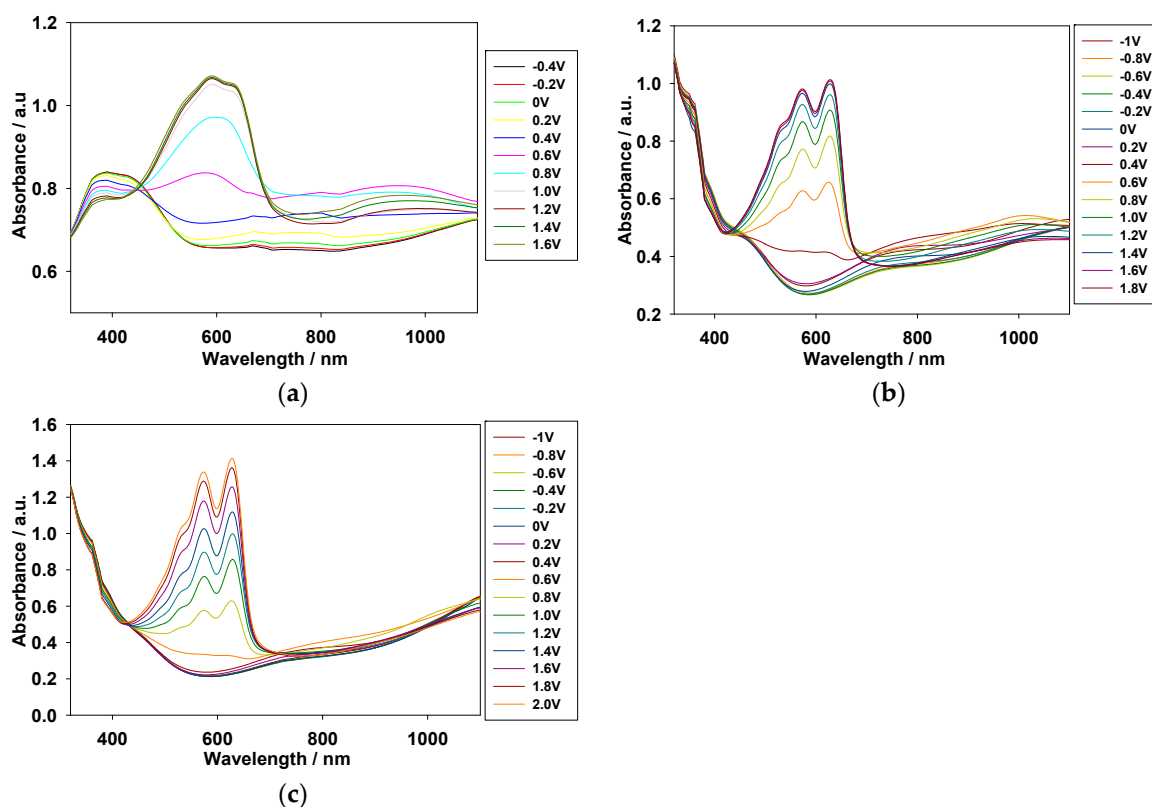 1.2
1.0
0.8
0.6
Absorbance / a.u
400
600
800
1000
Wavelength / nm
-0.4V
-0.2V
0V
0.2V
0.4V
0.6V
0.8V
1.0V
1.2V
1.4V
1.6V
(a)
1.2
1.0
0.8
0.6
0.4
0.2
Absorbance / a.u.
400
600
800
1000
Wavelength / nm
-1V
-0.8V
-0.6V
-0.4V
-0.2V
0V
0.2V
0.4V
0.6V
0.8V
1.0V
1.2V
1.4V
1.6V
1.8V
(b)
1.6
1.4
1.2
1.0
0.8
0.6
0.4
0.2
0.0
Absorbance / a.u.
400
600
800
1000
Wavelength / nm
-1V
-0.8V
-0.6V
-0.4V
-0.2V
0V
0.2V
0.4V
0.6V
0.8V
1.0V
1.2V
1.4V
1.6V
1.8V
2.0V
(c)